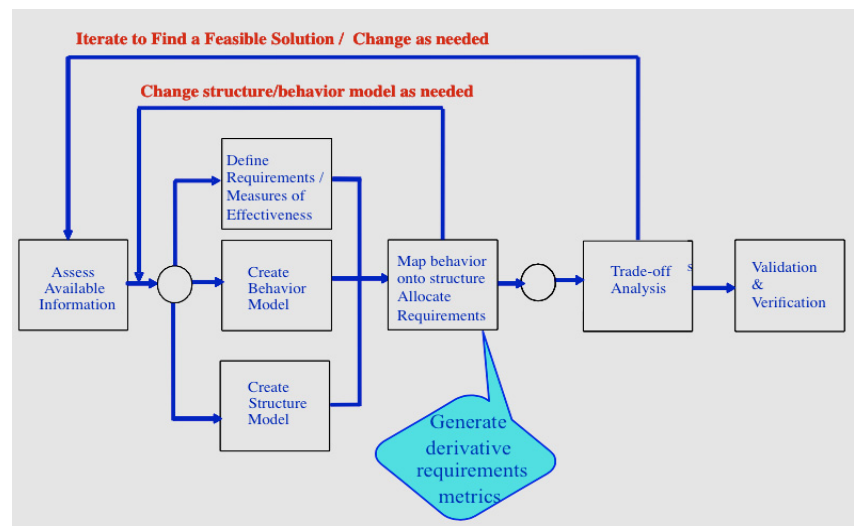 Iterate to Find a Feasible Solution / Change as needed
Change structure/behavior model as needed
Define
Requirements /
Measures of
Effectiveness
Assess
Available
Information
Create
Behavior
Model
Map behavior
onto structure
Allocate
Requirements
Trade-off
Analysis
s
Validation
&
Verification
Create
Structure
Model
Generate
derivative
requirements
metrics